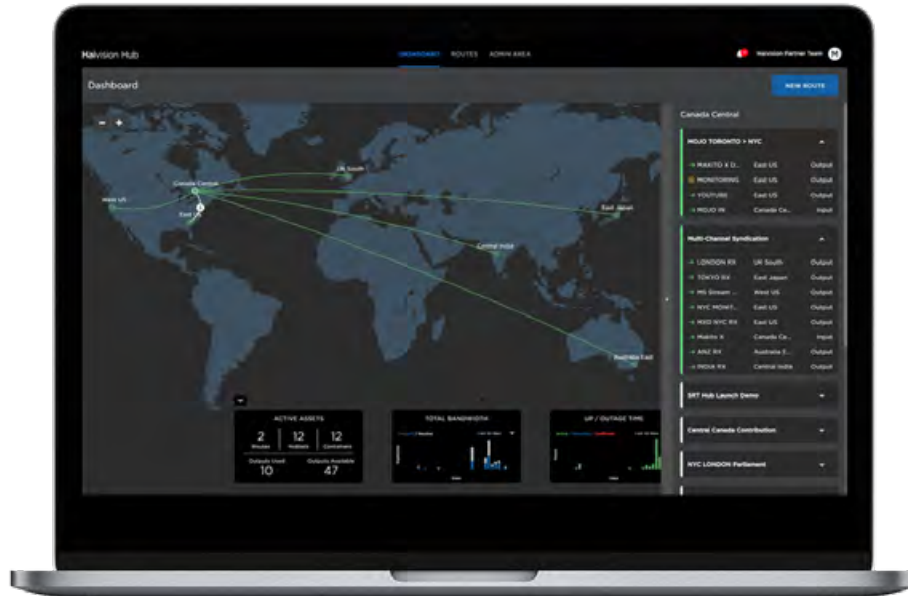 Haivision Hub
DASHBOARD ROUTES ADMIN AREA
Haivision Partner Team M
Dashboard
NEW ROUTE
- +
UK South
Canada Central
West US
East US
East Japan
Central India
Australia East
ACTIVE ASSETS
2 12 12
Routes
Outputs Used Outputs Available
10 47
TOTAL BANDWIDTH
UP / OUTAGE TIME
Canada Central
MOJO TORONTO > NYC
MAKITO X D... East US Output
MONITORING East US Output
YOUTUBE East US Output
MOJO IN Canada Ce... Input
Multi-Channel Syndication
LONDON RX UK South Output
TOKYO RX East Japan Output
MS Stream ... West US Output
NYC MONIT... East US Output
MXD NYC RX East US Output
Makito X Canada Ce... Input
ANZ RX Australia E... Output
INDIA RX Central India Output
SRT Hub Launch Demo
Central Canada Contribution
NYC LONDON Parliament